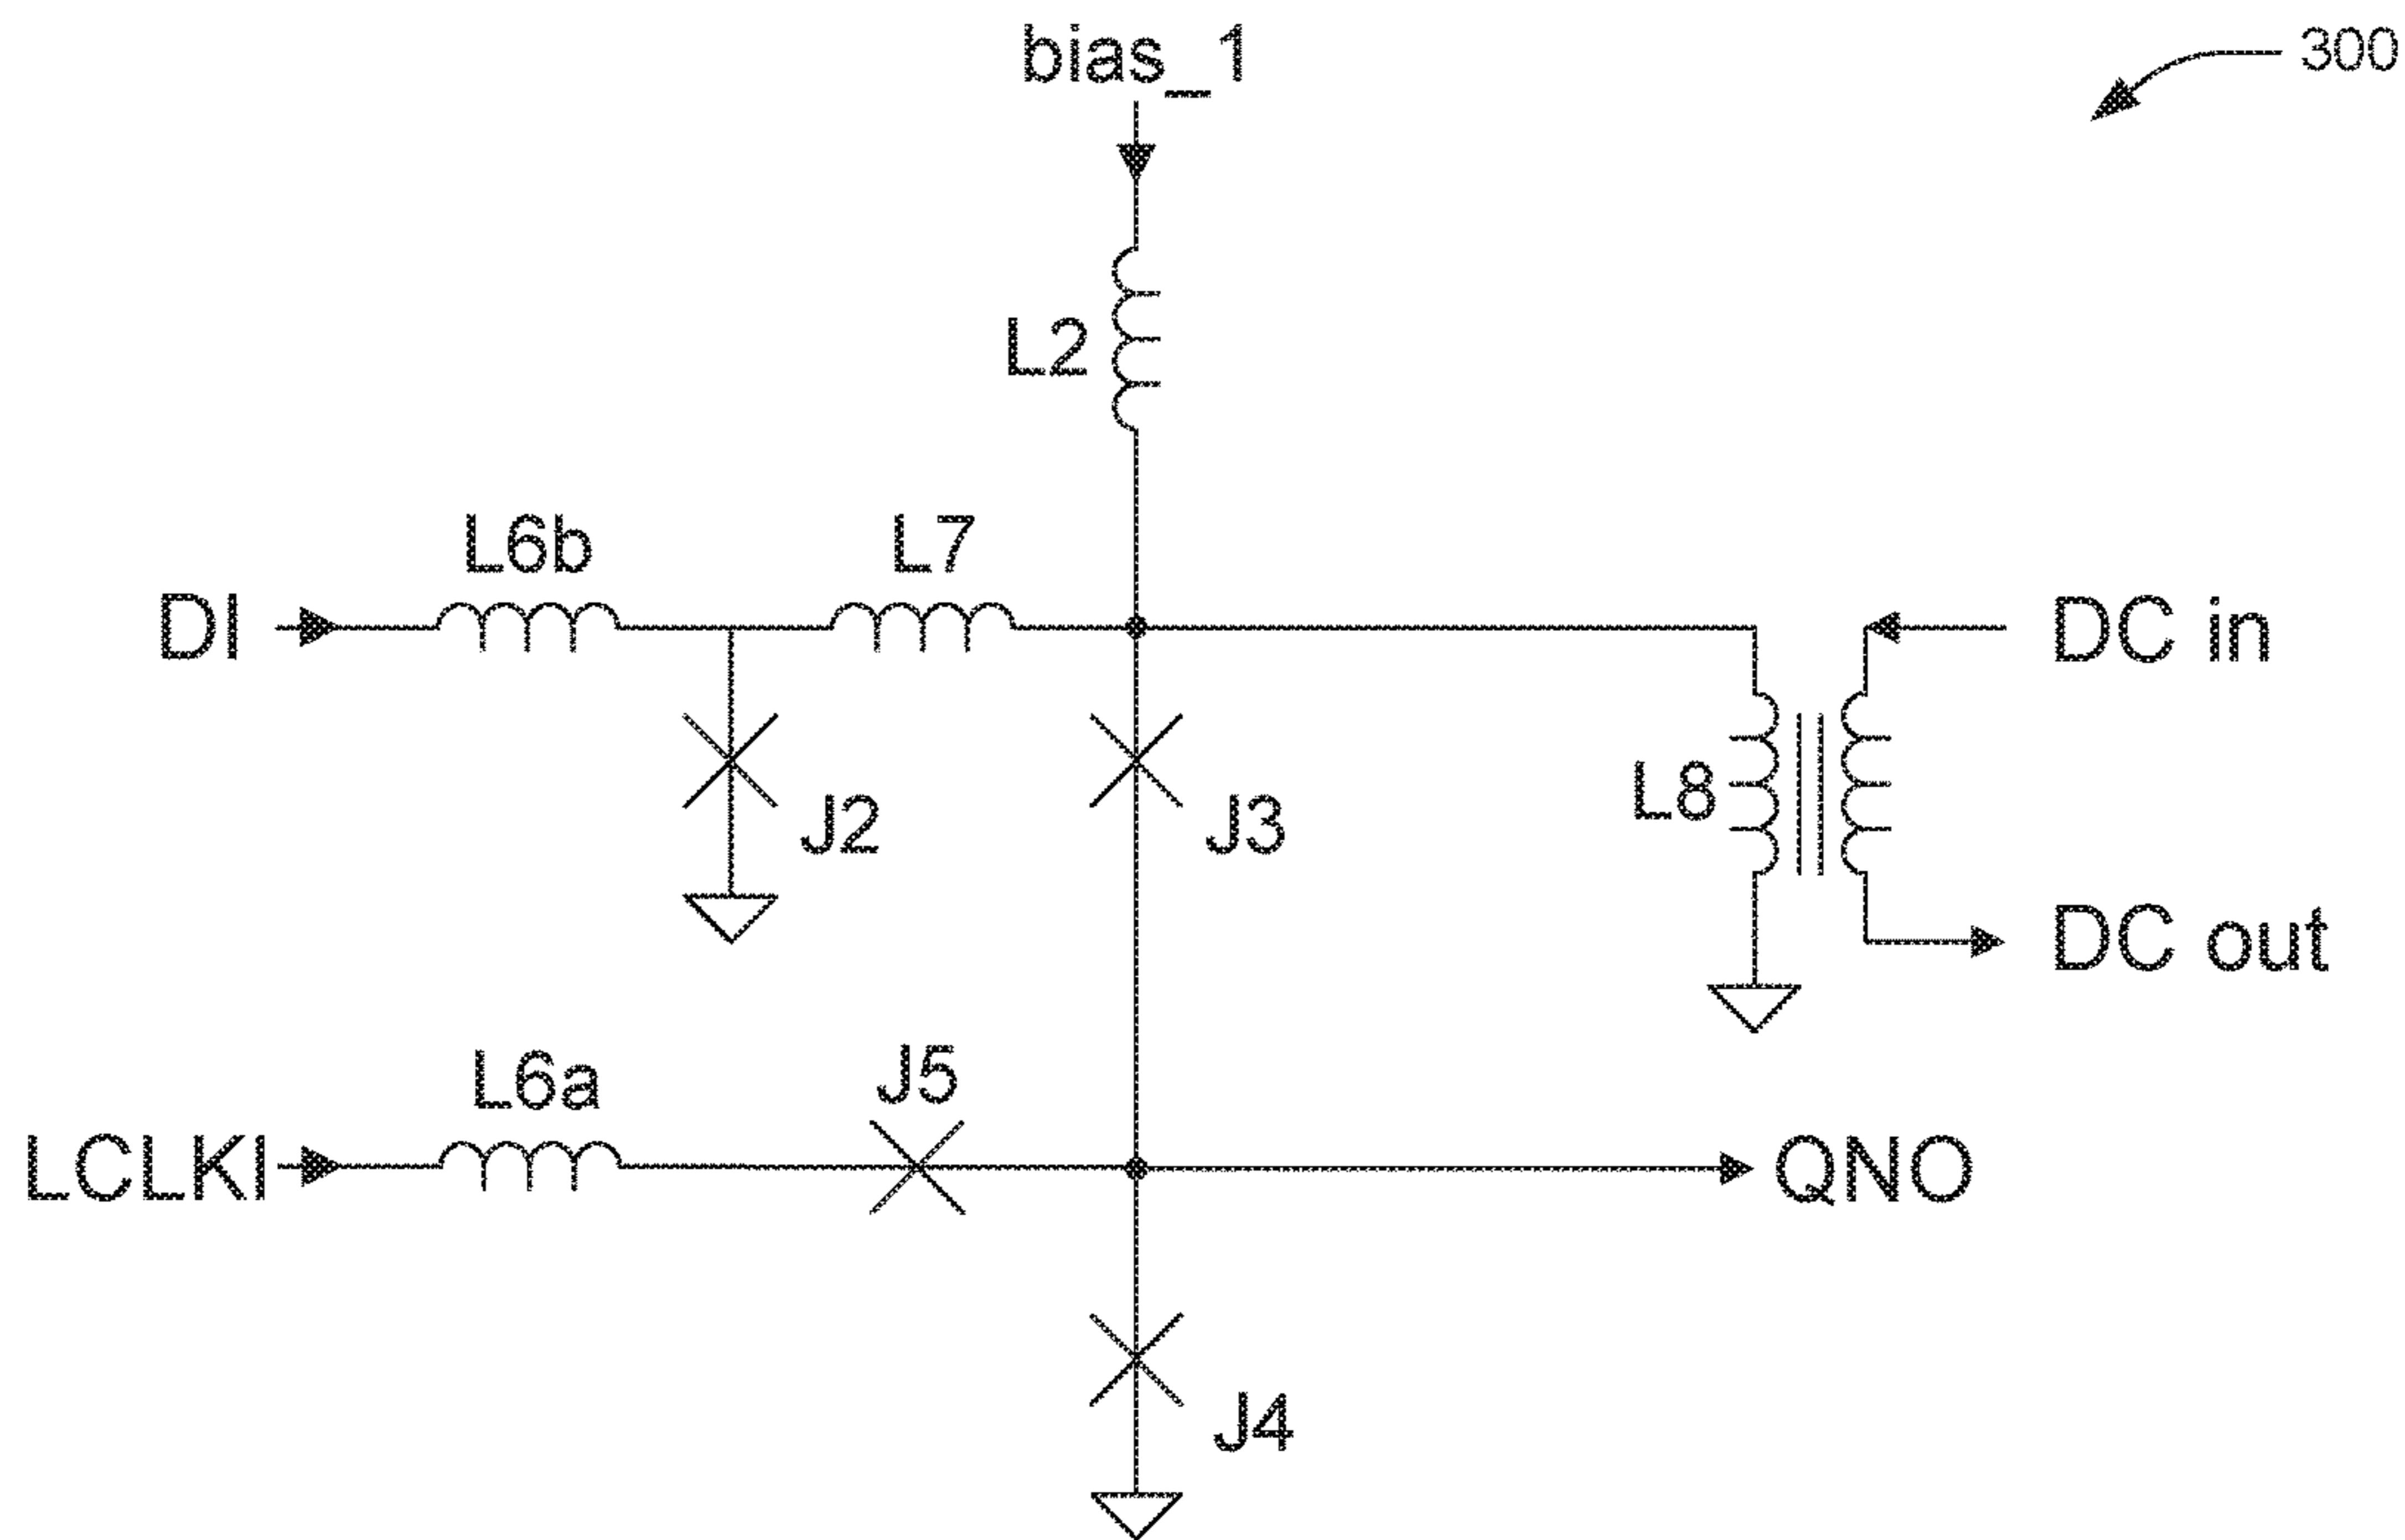 bias_1
300
L2
L6b
L7
DI
DC in
J2
J3
L8
DC out
L6a
J5
LCLKI
QNO
J4